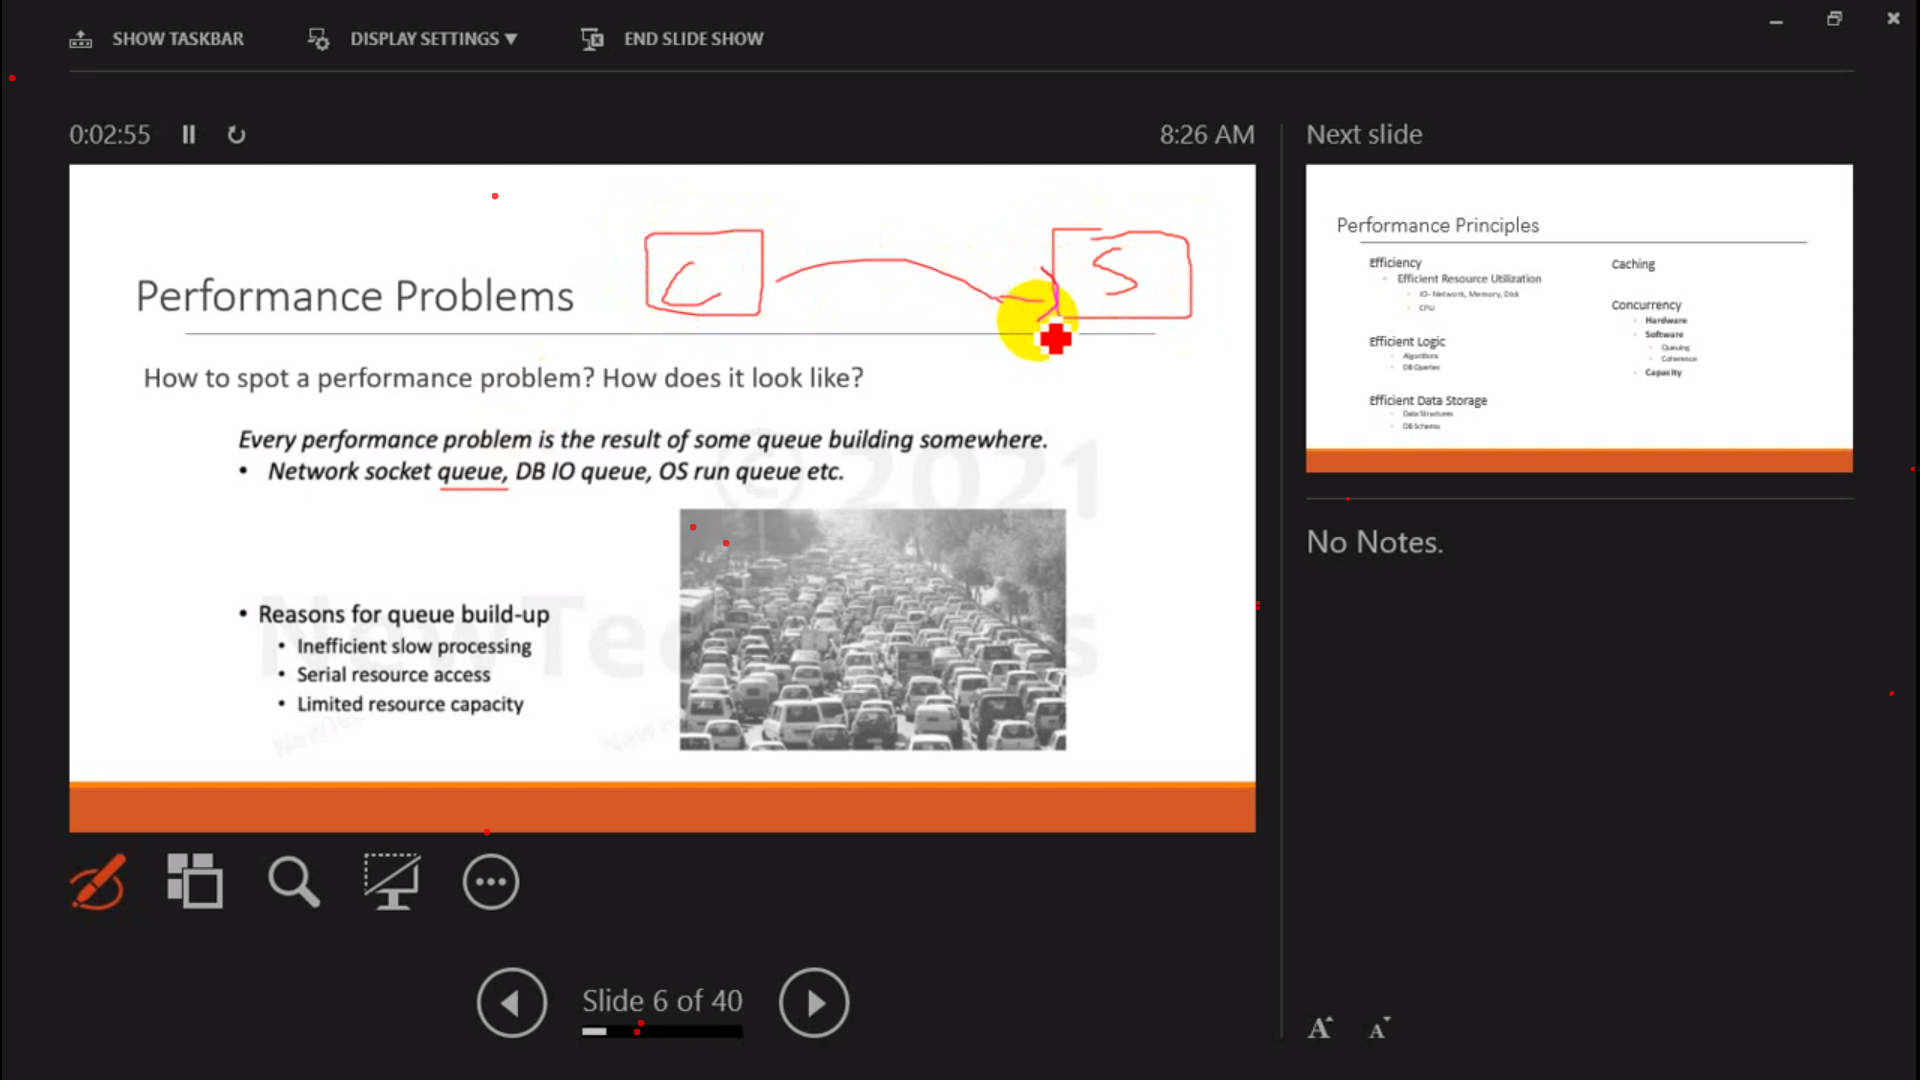 SHOW TASKBAR
DISPLAY SETTINGS
END SLIDE SHOW
0:02:55
8:26 AM
Next slide
C
S
Performance Problems
How to spot a performance problem? How does it look like?
Every performance problem is the result of some queue building somewhere.
• Network socket queue, DB IO queue, OS run queue etc.
© 2021
• Reasons for queue build-up
• Inefficient slow processing
• Serial resource access
• Limited resource capacity
Performance Principles
Efficiency
Efficient Resource Utilization
IO- Network, Memory, Disk
CPU
Efficient Logic
Algorithms
DB Queries
Efficient Data Storage
Data Structures
DB Schema
Caching
Concurrency
Hardware
Software
Queuing
Coherence
Capacity
No Notes.
Slide 6 of 40
A
A